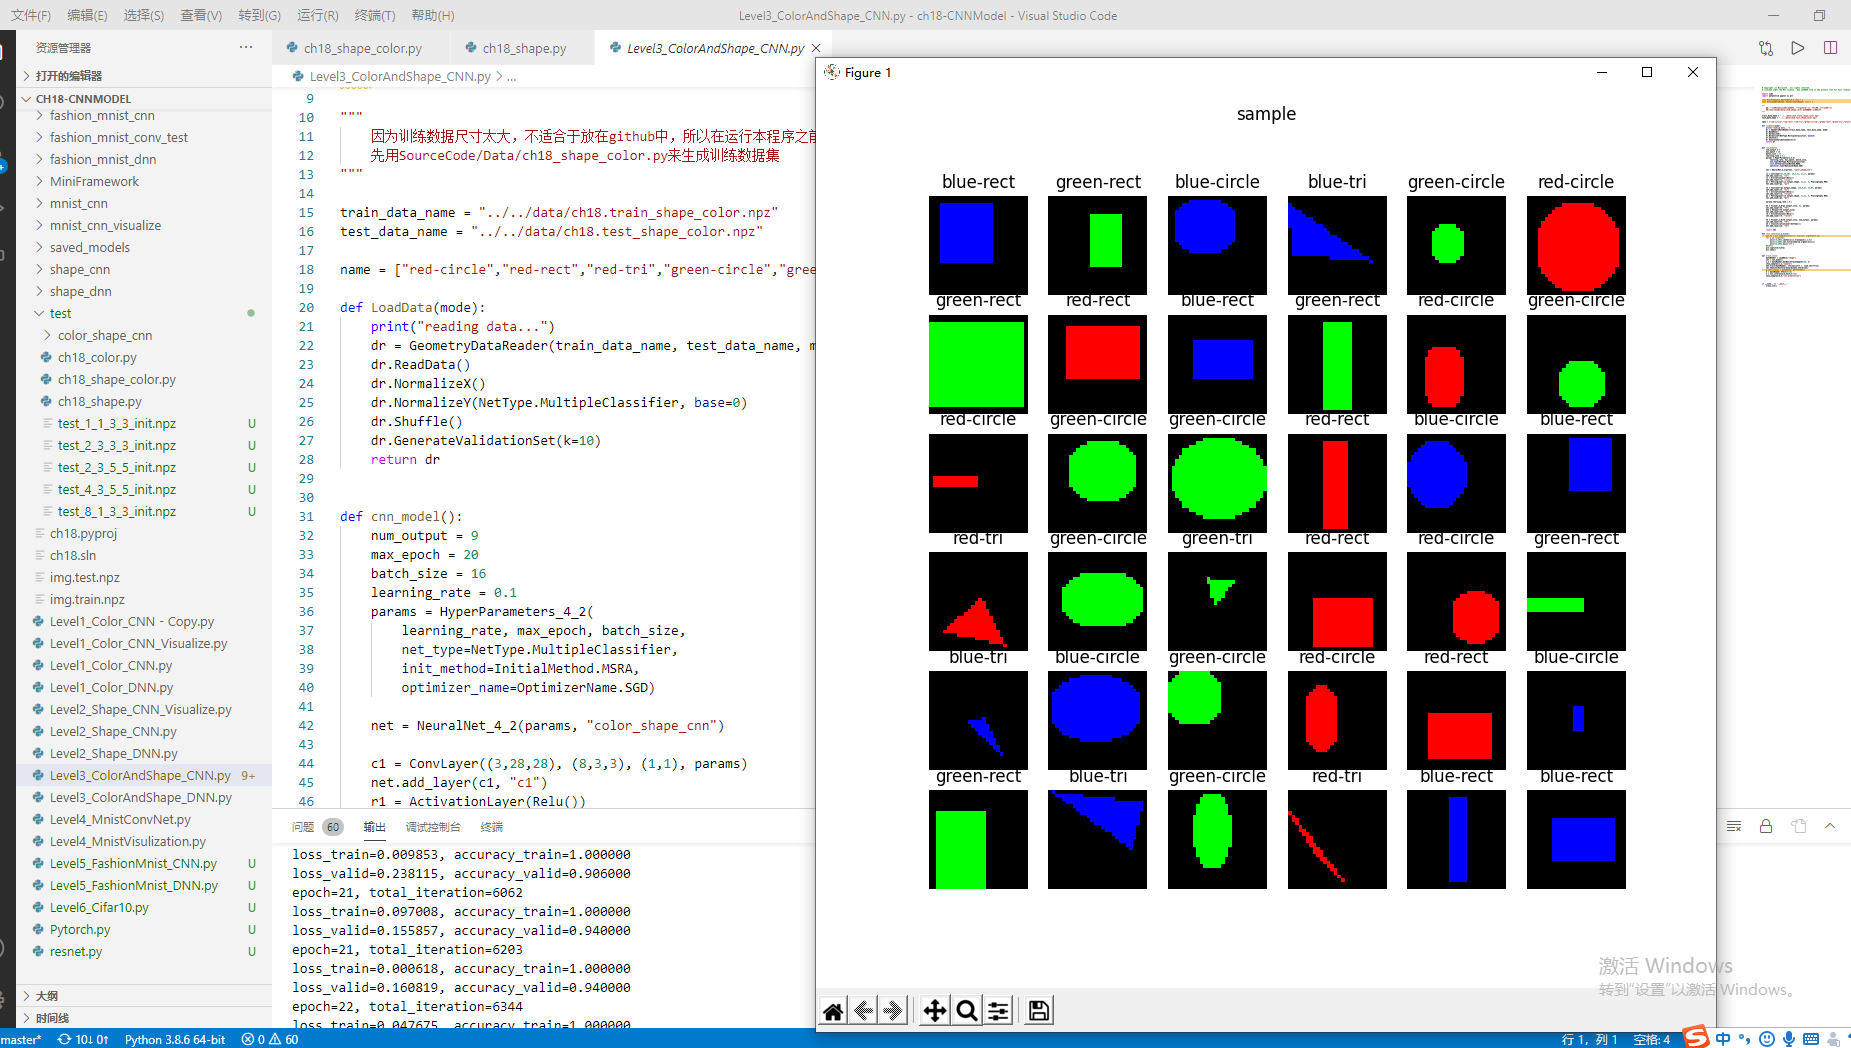 文件(F) 编辑(E) 选择(S) 查看(V) 转到(G) 运行(R) 终端(T) 帮助(H)
Level3_ColorAndShape_CNN.py - ch18-CNNModel - Visual Studio Code
资源管理器
打开的编辑器
CH18-CNNMODEL
fashion_mnist_cnn
fashion_mnist_conv_test
fashion_mnist_dnn
MiniFramework
mnist_cnn
mnist_cnn_visualize
saved_models
shape_cnn
shape_dnn
test
color_shape_cnn
ch18_color.py
ch18_shape_color.py
ch18_shape.py
test_1_1_3_3_init.npz U
test_2_3_3_3_init.npz U
test_2_3_5_5_init.npz U
test_4_3_5_5_init.npz U
test_8_1_3_3_init.npz U
ch18.pyproj
ch18.sln
img.test.npz
img.train.npz
Level1_Color_CNN - Copy.py
Level1_Color_CNN_Visualize.py
Level1_Color_CNN.py
Level1_Color_DNN.py
Level2_Shape_CNN_Visualize.py
Level2_Shape_CNN.py
Level2_Shape_DNN.py
Level3_ColorAndShape_CNN.py 9+
Level3_ColorAndShape_DNN.py
Level4_MnistConvNet.py
Level4_MnistVisulization.py
Level5_FashionMnist_CNN.py U
Level5_FashionMnist_DNN.py U
Level6_Cifar10.py U
Pytorch.py U
resnet.py U
大纲
时间线
ch18_shape_color.py ch18_shape.py Level3_ColorAndShape_CNN.py
Level3_ColorAndShape_CNN.py > ...
9
10 """
11 因为训练数据尺寸太大，不适合于放在github中，所以在运行本程序之前
12 先用SourceCode/Data/ch18_shape_color.py来生成训练数据集
13 """
14
15 train_data_name = "../../data/ch18.train_shape_color.npz"
16 test_data_name = "../../data/ch18.test_shape_color.npz"
17
18 name = ["red-circle","red-rect","red-tri","green-circle","gree
19
20 def LoadData(mode):
21 print("reading data...")
22 dr = GeometryDataReader(train_data_name, test_data_name, m
23 dr.ReadData()
24 dr.NormalizeX()
25 dr.NormalizeY(NetType.MultipleClassifier, base=0)
26 dr.Shuffle()
27 dr.GenerateValidationSet(k=10)
28 return dr
29
30
31 def cnn_model():
32 num_output = 9
33 max_epoch = 20
34 batch_size = 16
35 learning_rate = 0.1
36 params = HyperParameters_4_2(
37 learning_rate, max_epoch, batch_size,
38 net_type=NetType.MultipleClassifier,
39 init_method=InitialMethod.MSRA,
40 optimizer_name=OptimizerName.SGD)
41
42 net = NeuralNet_4_2(params, "color_shape_cnn")
43
44 c1 = ConvLayer((3,28,28), (8,3,3), (1,1), params)
45 net.add_layer(c1, "c1")
46 r1 = ActivationLayer(Relu())
问题 60 输出 调试控制台 终端
loss_train=0.009853, accuracy_train=1.000000
loss_valid=0.238115, accuracy_valid=0.906000
epoch=21, total_iteration=6062
loss_train=0.097008, accuracy_train=1.000000
loss_valid=0.155857, accuracy_valid=0.940000
epoch=21, total_iteration=6203
loss_train=0.000618, accuracy_train=1.000000
loss_valid=0.160819, accuracy_valid=0.940000
epoch=22, total_iteration=6344
loss_train=0.047675, accuracy_train=1.000000
Figure 1
sample
blue-rect green-rect blue-circle blue-tri green-circle red-circle
green-rect red-rect blue-rect green-rect red-circle green-circle
red-circle green-circle green-circle red-rect blue-circle blue-rect
red-tri green-circle green-tri red-rect red-circle green-rect
blue-tri blue-circle green-circle red-circle red-rect blue-circle
green-rect blue-tri green-circle red-tri blue-rect blue-rect
激活 Windows
转到"设置"以激活 Windows。
master* 10↓ 0↑ Python 3.8.6 64-bit 0 60
行 1，列 1 空格: 4 中